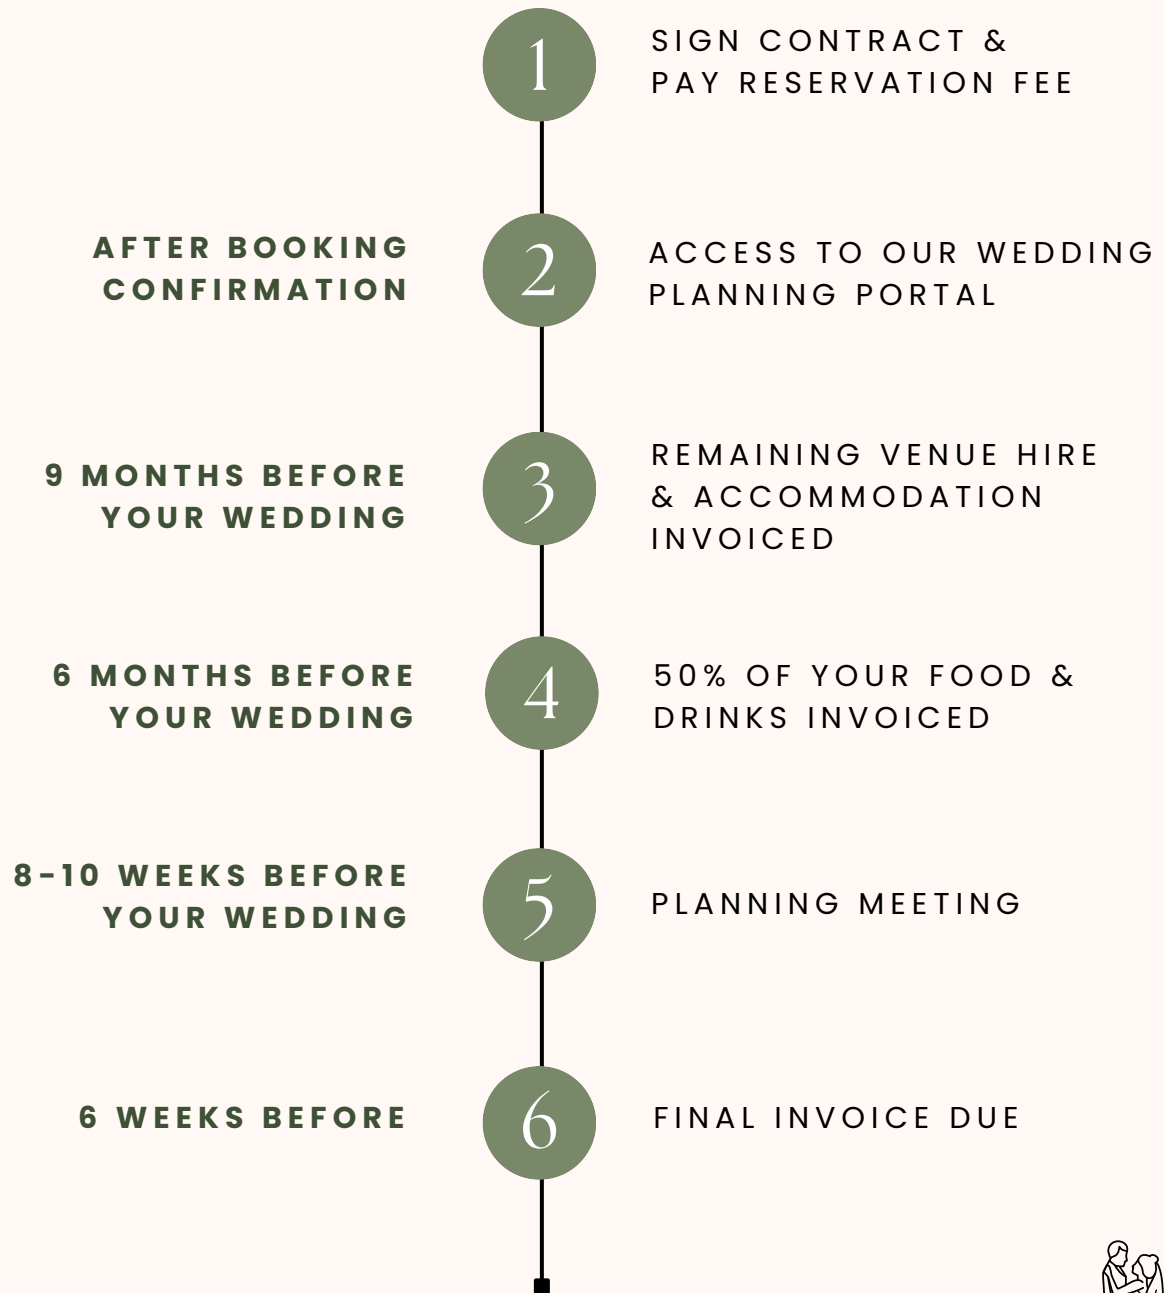 1
SIGN CONTRACT &
PAY RESERVATION FEE
AFTER BOOKING
CONFIRMATION
2
ACCESS TO OUR WEDDING
PLANNING PORTAL
9 MONTHS BEFORE
YOUR WEDDING
3
REMAINING VENUE HIRE
& ACCOMMODATION
INVOICED
6 MONTHS BEFORE
YOUR WEDDING
4
50% OF YOUR FOOD &
DRINKS INVOICED
8-10 WEEKS BEFORE
YOUR WEDDING
5
PLANNING MEETING
6 WEEKS BEFORE
6
FINAL INVOICE DUE